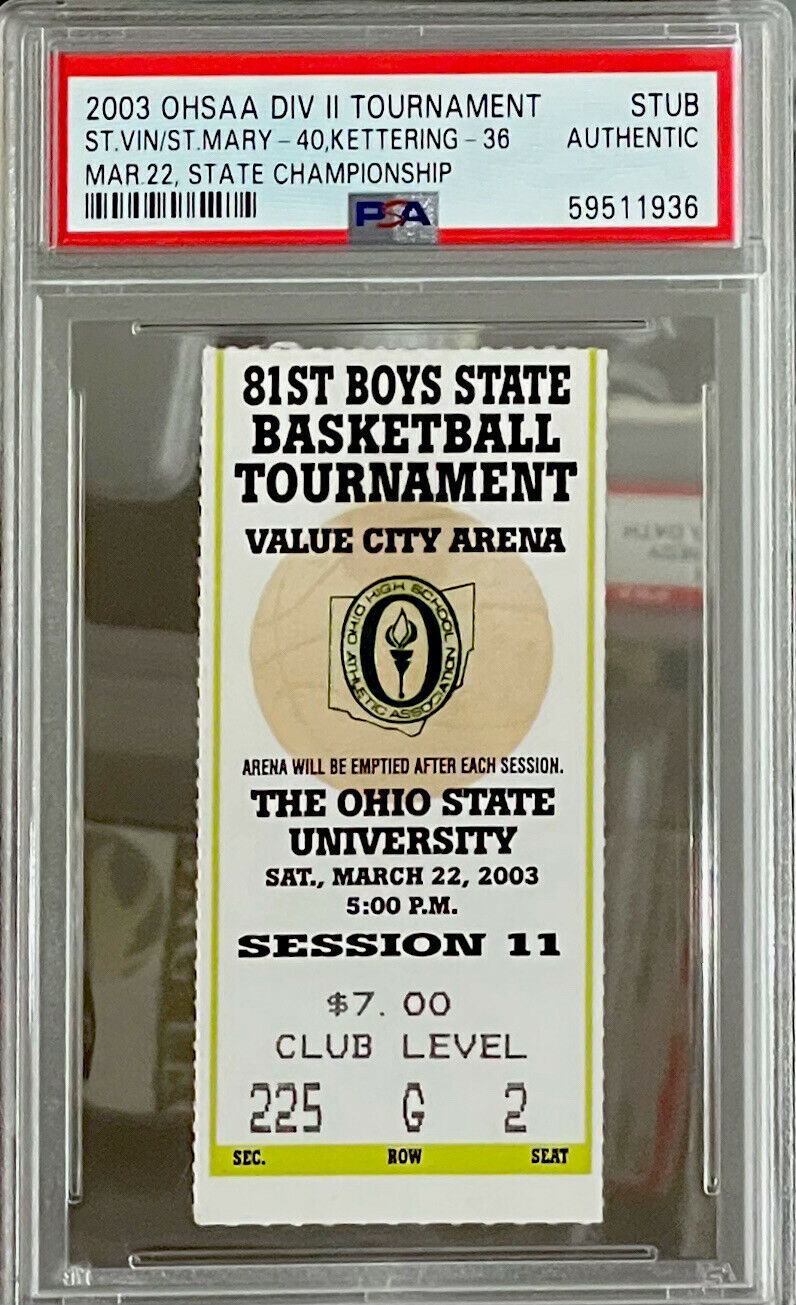 2003 OHSAA DIV II TOURNAMENT STUB
ST.VIN/ST.MARY - 40,KETTERING - 36 AUTHENTIC
MAR.22, STATE CHAMPIONSHIP
PSA 59511936
81ST BOYS STATE
BASKETBALL
TOURNAMENT
VALUE CITY ARENA
OHIO HIGH SCHOOL
ATHLETIC ASSOCIATION
ARENA WILL BE EMPTIED AFTER EACH SESSION.
THE OHIO STATE
UNIVERSITY
SAT., MARCH 22, 2003
5:00 P.M.
SESSION 11
$7.00
CLUB LEVEL
225 G 2
SEC. ROW SEAT